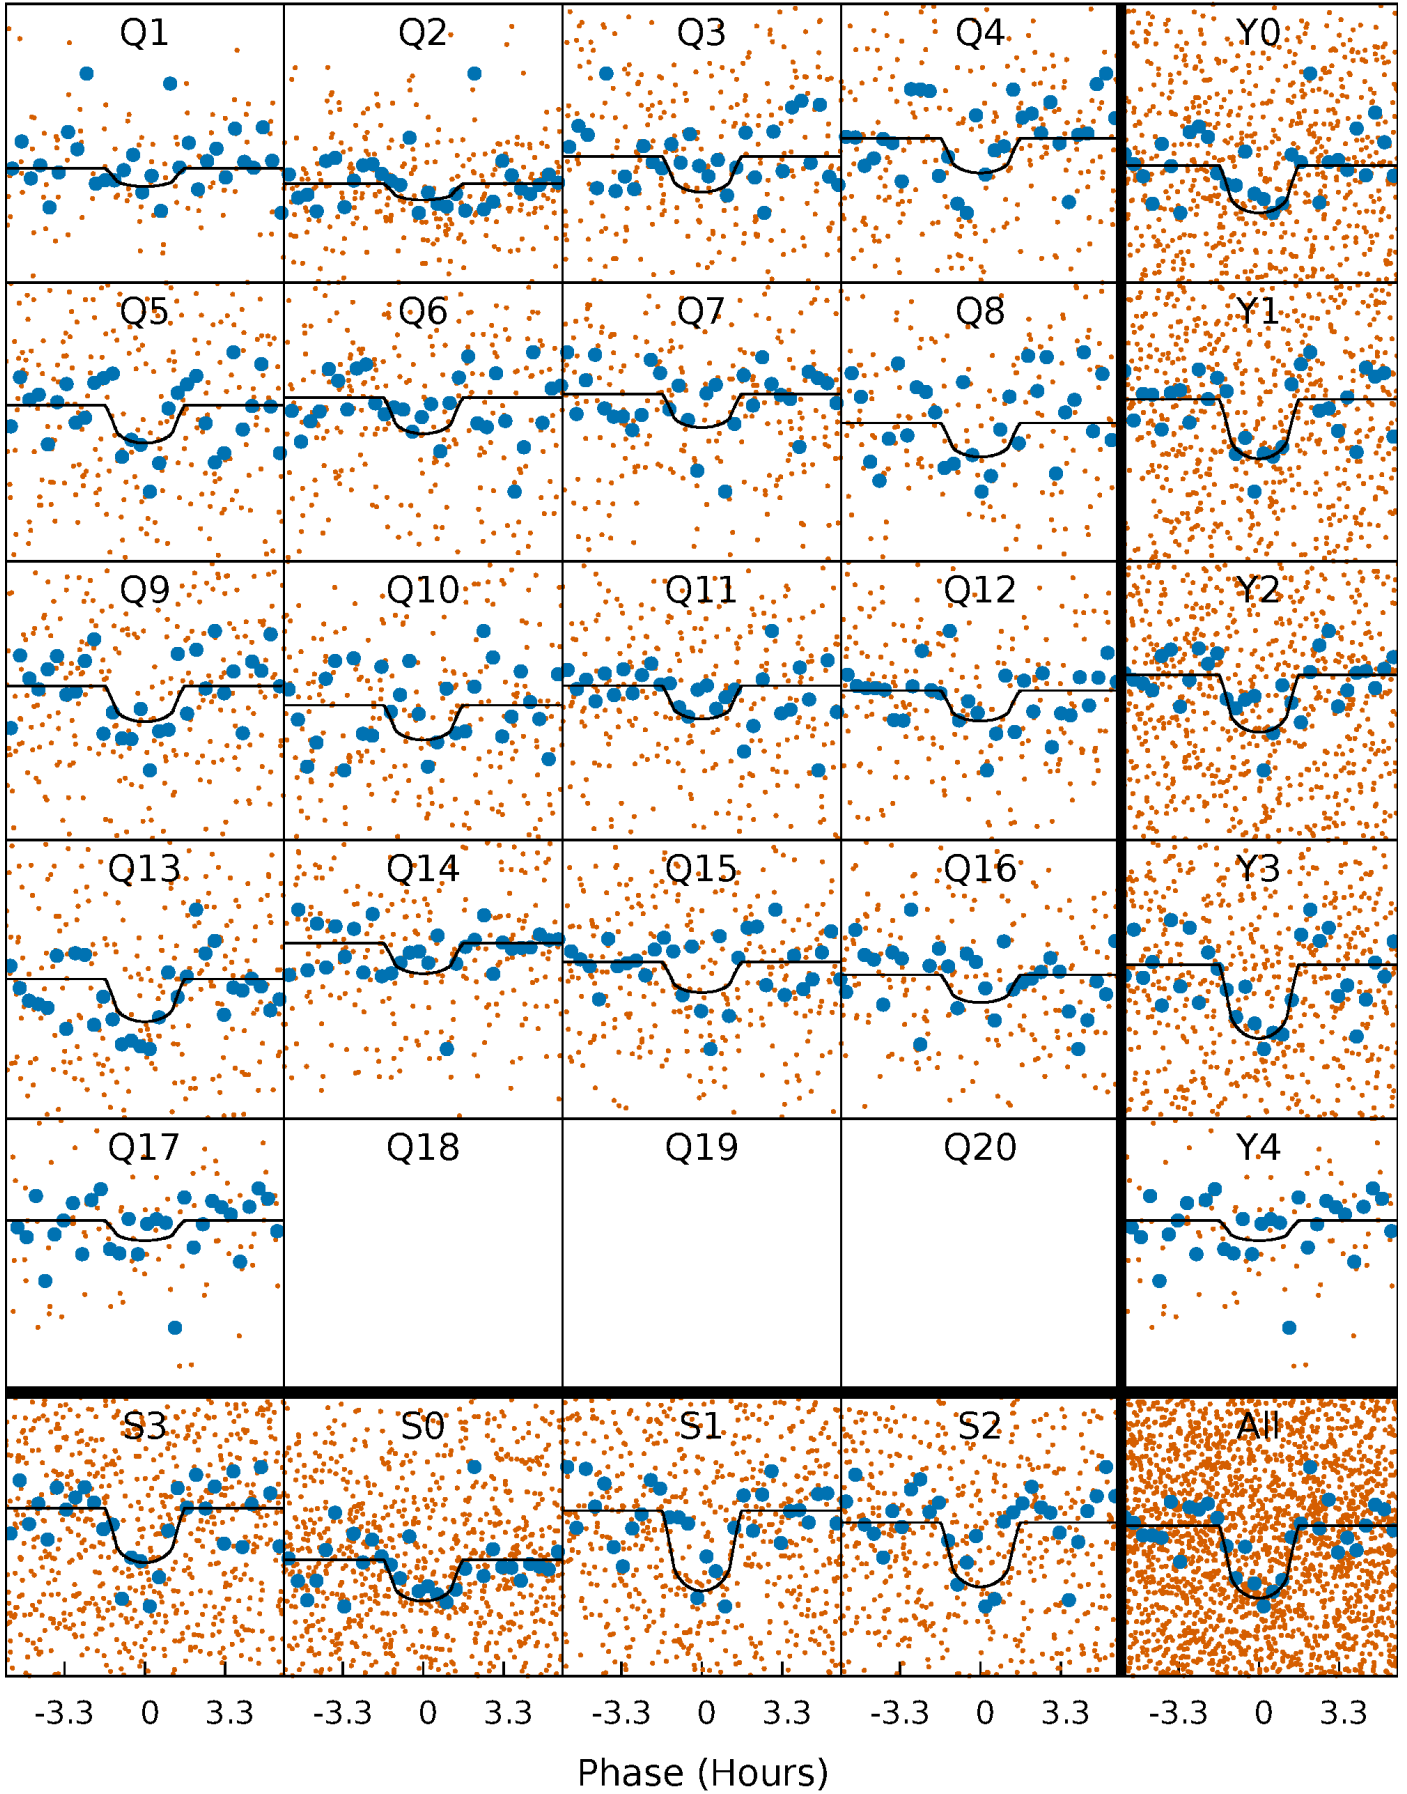 Q1 Q2 Q3 Q4 Y0
Q5 Q6 Q7 Q8 Y1
Q9 Q10 Q11 Q12 Y2
Q13 Q14 Q15 Q16 Y3
Q17 Q18 Q19 Q20 Y4
S3 S0 S1 S2 All
-3.3 0 3.3 -3.3 0 3.3 -3.3 0 3.3 -3.3 0 3.3 -3.3 0 3.3
Phase (Hours)